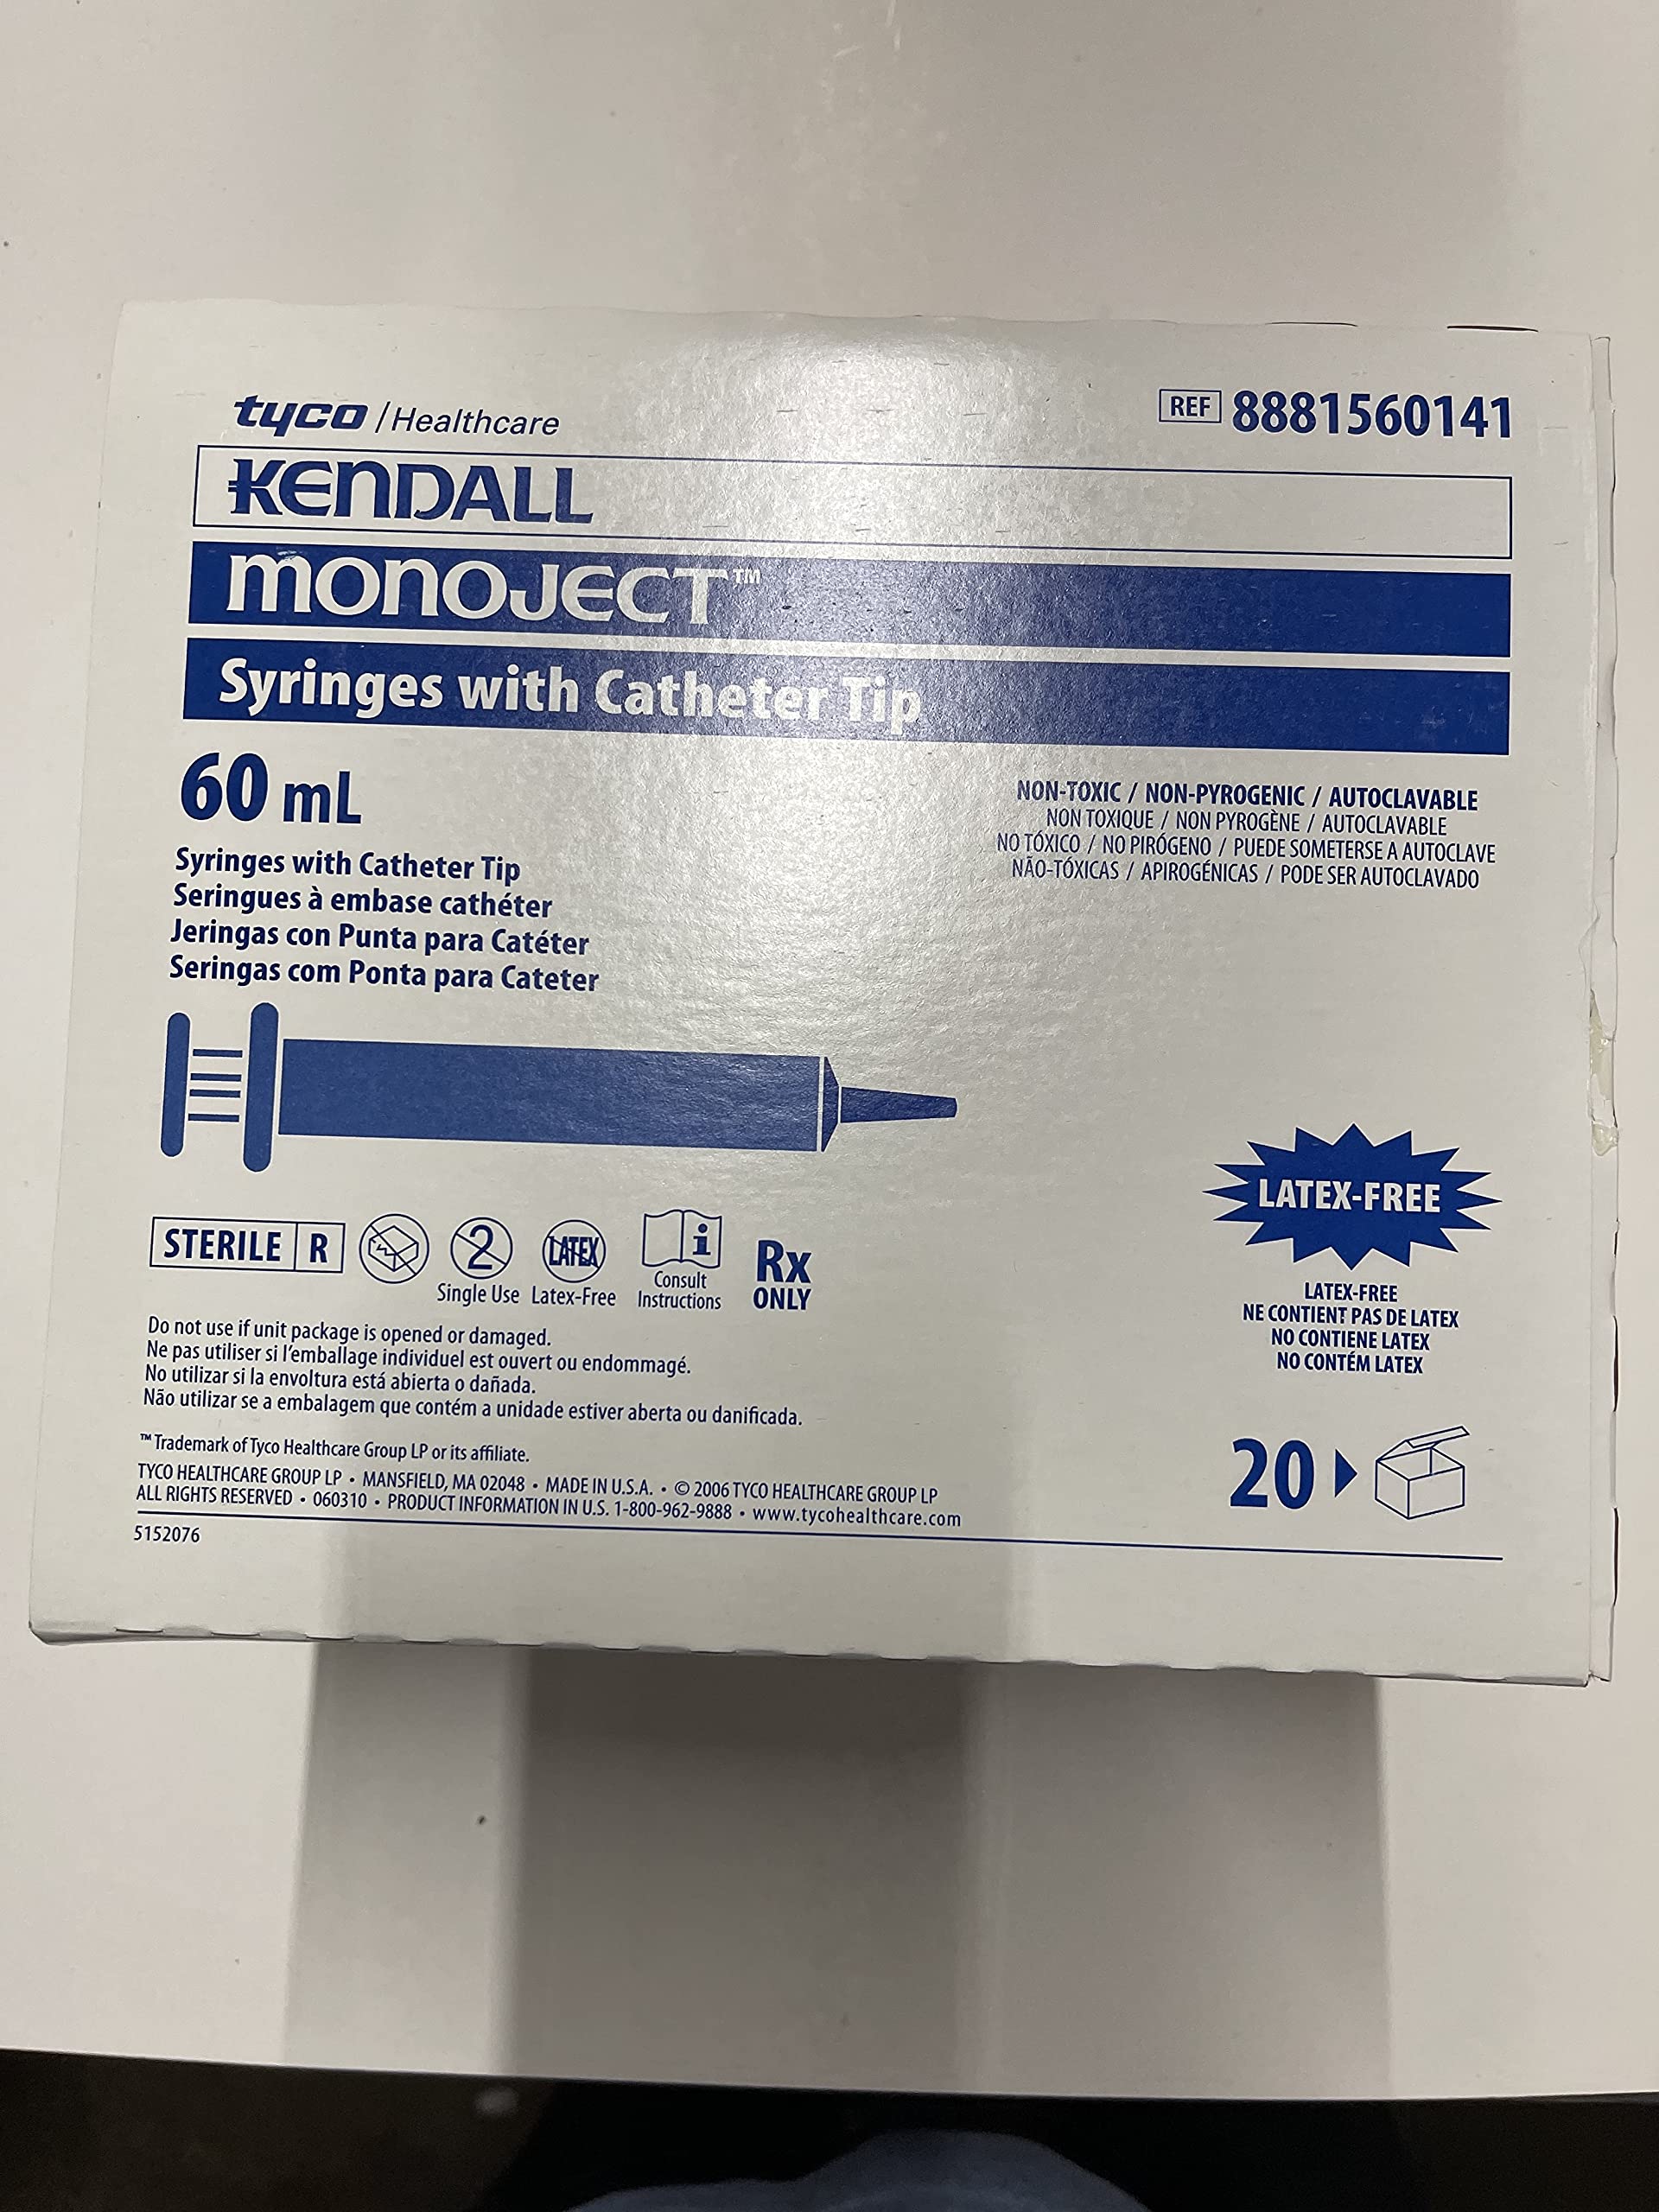 tyco / Healthcare
REF 8881560141
KENDALL
MONOJECT™
Syringes with Catheter Tip
60 mL
Syringes with Catheter Tip
Seringues à embase cathéter
Jeringas con Punta para Catéter
Seringas com Ponta para Cateter
NON-TOXIC / NON-PYROGENIC / AUTOCLAVABLE
NON TOXIQUE / NON PYROGÈNE / AUTOCLAVABLE
NO TÓXICO / NO PIRÓGENO / PUEDE SOMETERSE A AUTOCLAVE
NÃO-TÓXICAS / APIROGÉNICAS / PODE SER AUTOCLAVADO
LATEX-FREE
LATEX-FREE
NE CONTIENT PAS DE LATEX
NO CONTIENE LATEX
NO CONTÉM LATEX
STERILE R
2
Single Use
LATEX
Latex-Free
i
Consult
Instructions
Rx
ONLY
Do not use if unit package is opened or damaged.
Ne pas utiliser si l'emballage individuel est ouvert ou endommagé.
No utilizar si la envoltura está abierta o dañada.
Não utilizar se a embalagem que contém a unidade estiver aberta ou danificada.
™ Trademark of Tyco Healthcare Group LP or its affiliate.
TYCO HEALTHCARE GROUP LP • MANSFIELD, MA 02048 • MADE IN U.S.A. • © 2006 TYCO HEALTHCARE GROUP LP
ALL RIGHTS RESERVED • 060310 • PRODUCT INFORMATION IN U.S. 1-800-962-9888 • www.tycohealthcare.com
20
5152076